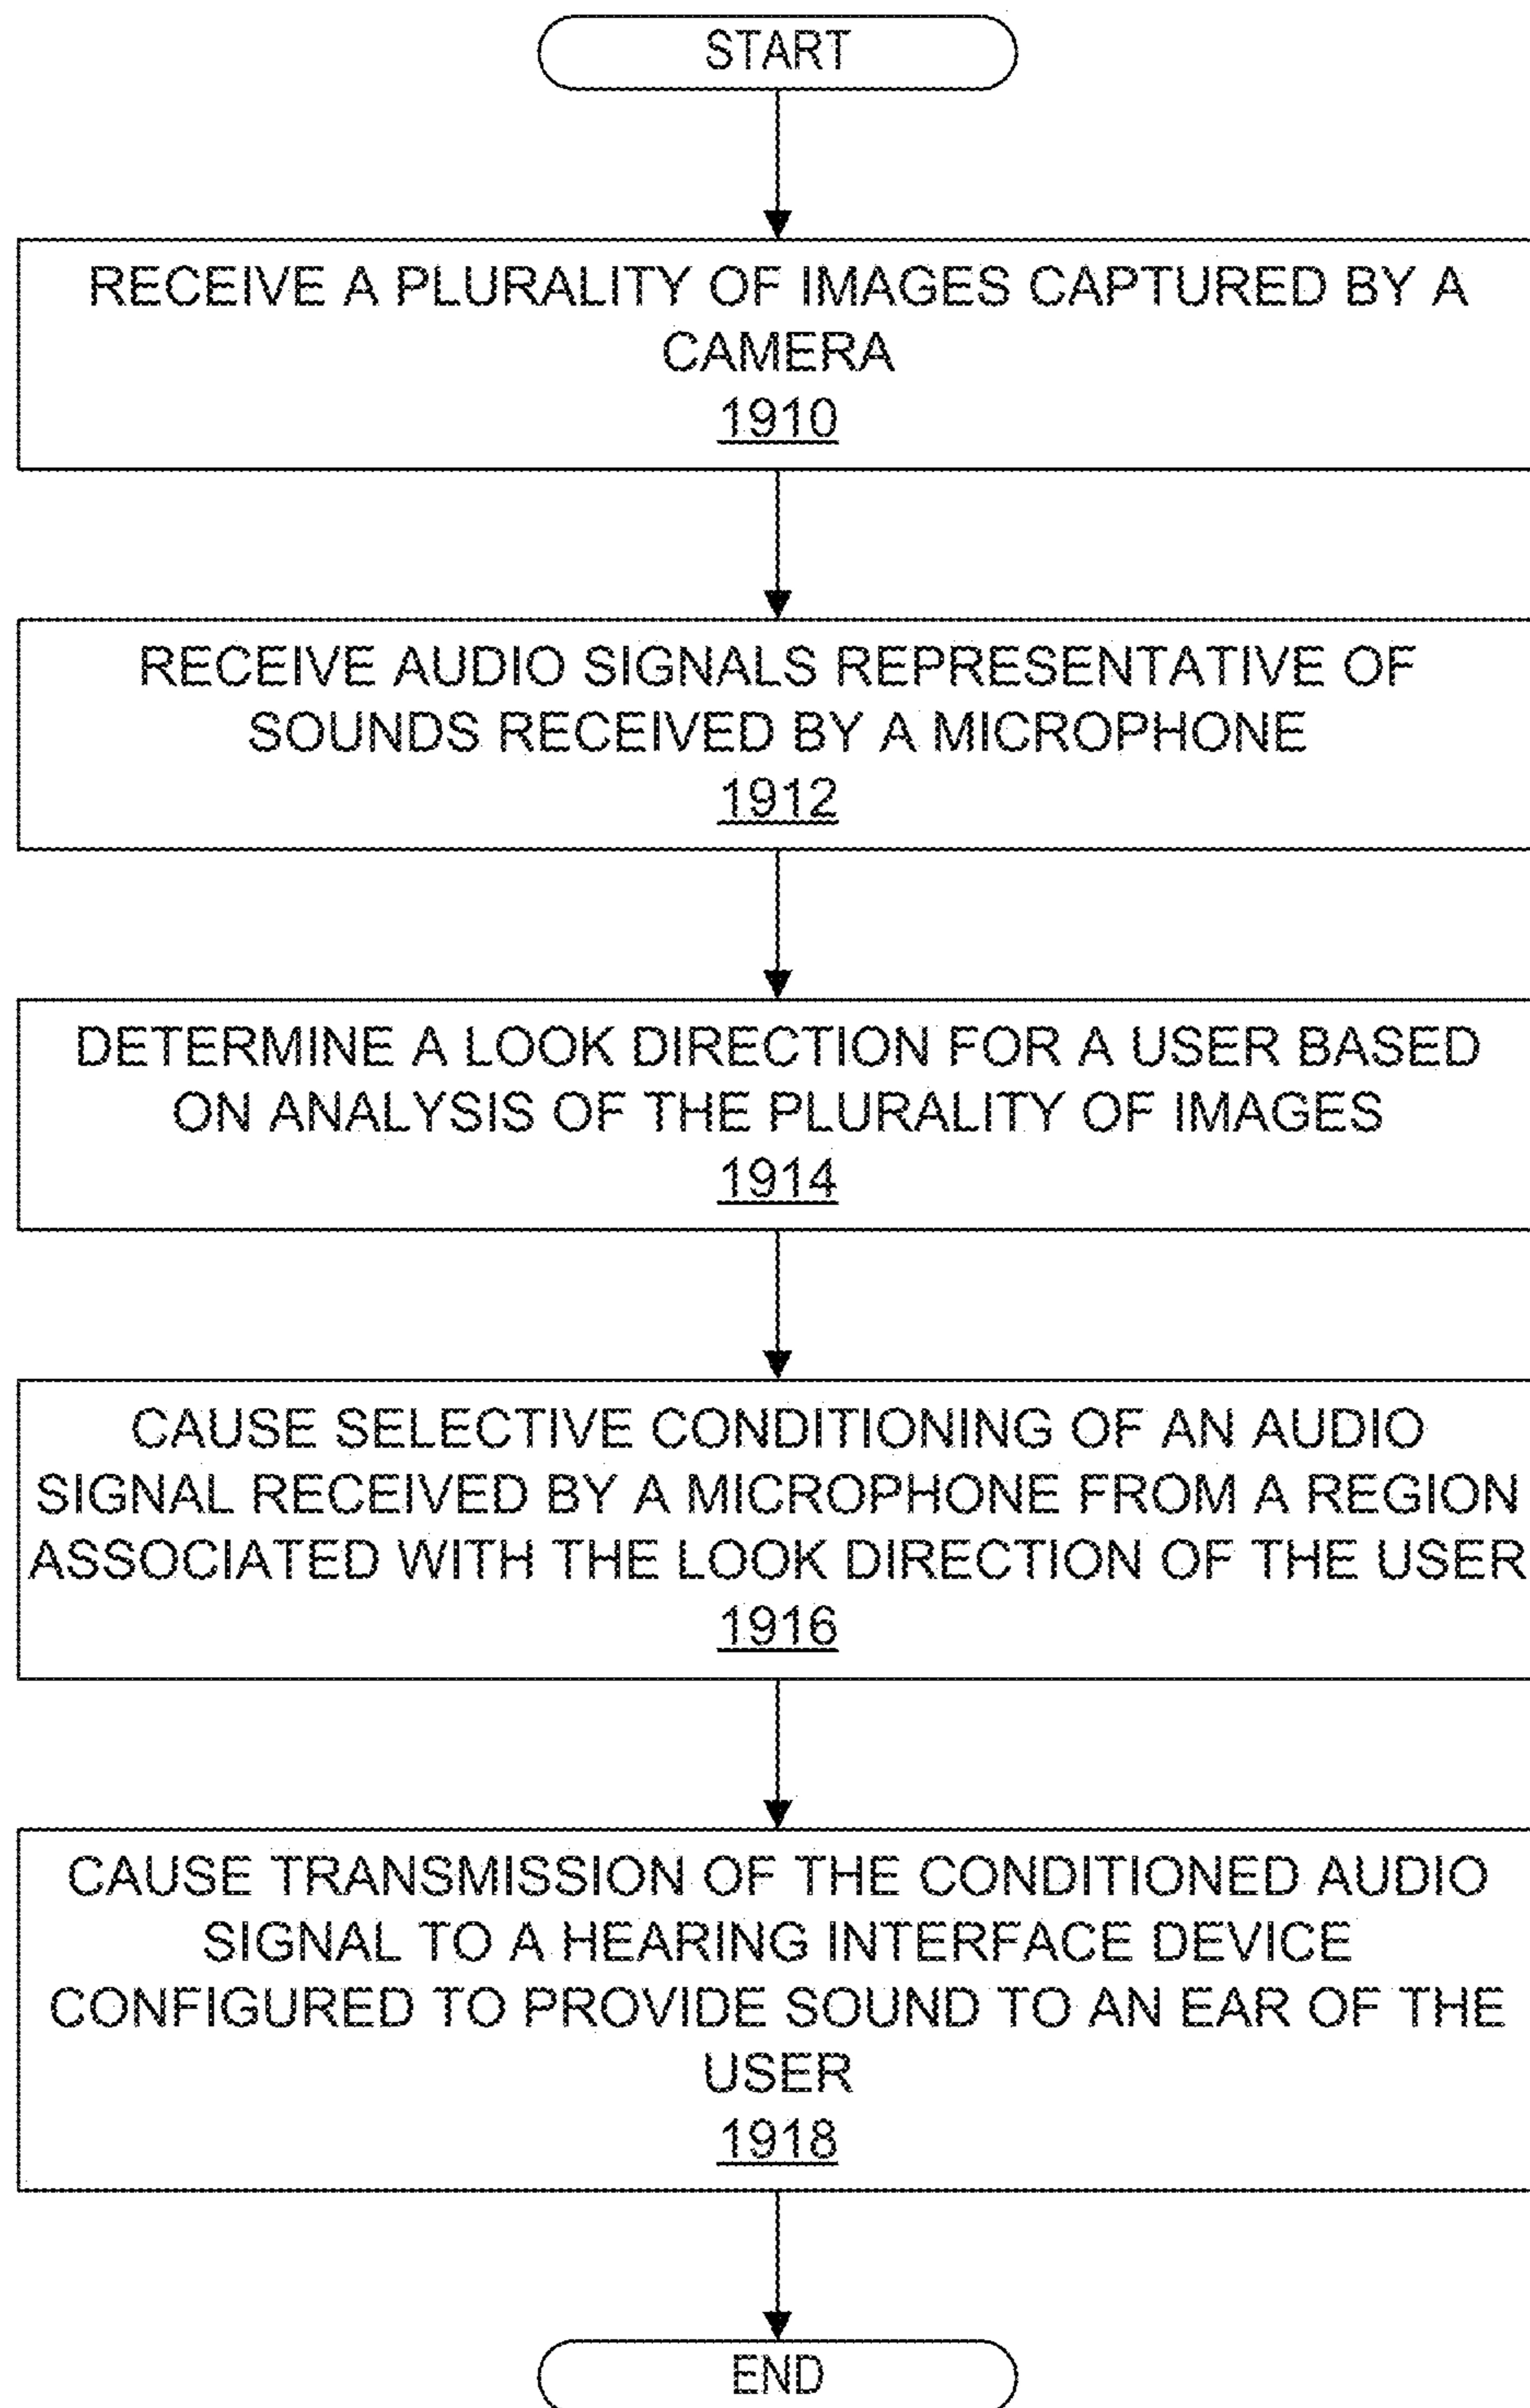 START
RECEIVE A PLURALITY OF IMAGES CAPTURED BY A
CAMERA
1910
RECEIVE AUDIO SIGNALS REPRESENTATIVE OF
SOUNDS RECEIVED BY A MICROPHONE
1912
DETERMINE A LOOK DIRECTION FOR A USER BASED
ON ANALYSIS OF THE PLURALITY OF IMAGES
1914
CAUSE SELECTIVE CONDITIONING OF AN AUDIO
SIGNAL RECEIVED BY A MICROPHONE FROM A REGION
ASSOCIATED WITH THE LOOK DIRECTION OF THE USER
1916
CAUSE TRANSMISSION OF THE CONDITIONED AUDIO
SIGNAL TO A HEARING INTERFACE DEVICE
CONFIGURED TO PROVIDE SOUND TO AN EAR OF THE
USER
1918
END